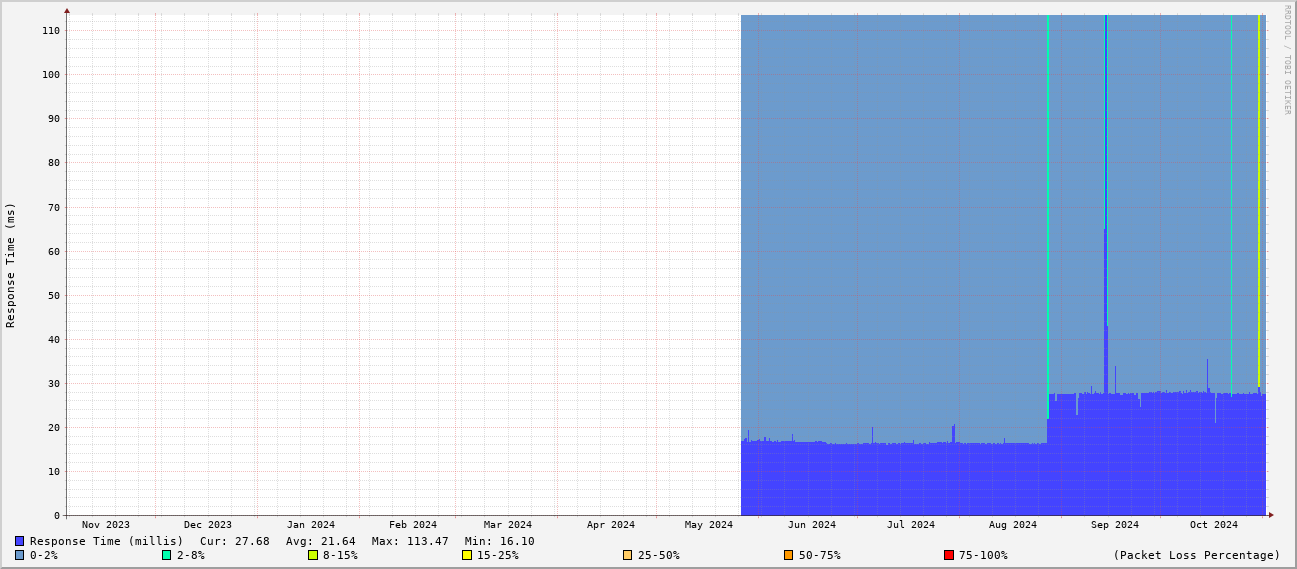 RRDTOOL / TOBI OETIKER
Response Time (ms)
110
100
90
80
70
60
50
40
30
20
10
0
Nov 2023 Dec 2023 Jan 2024 Feb 2024 Mar 2024 Apr 2024 May 2024 Jun 2024 Jul 2024 Aug 2024 Sep 2024 Oct 2024
Response Time (millis) Cur: 27.68 Avg: 21.64 Max: 113.47 Min: 16.10
0-2% 2-8% 8-15% 15-25% 25-50% 50-75% 75-100% (Packet Loss Percentage)